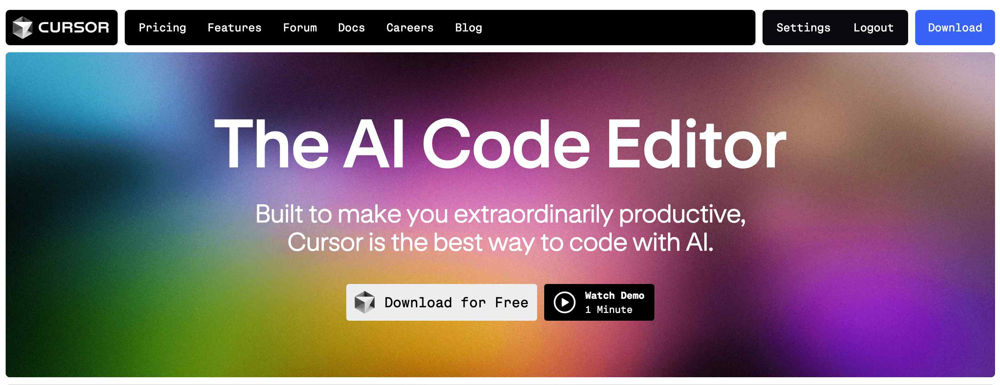 CURSOR
Pricing Features Forum Docs Careers Blog
Settings Logout
Download
The AI Code Editor
Built to make you extraordinarily productive,
Cursor is the best way to code with AI.
Download for Free
Watch Demo
1 Minute